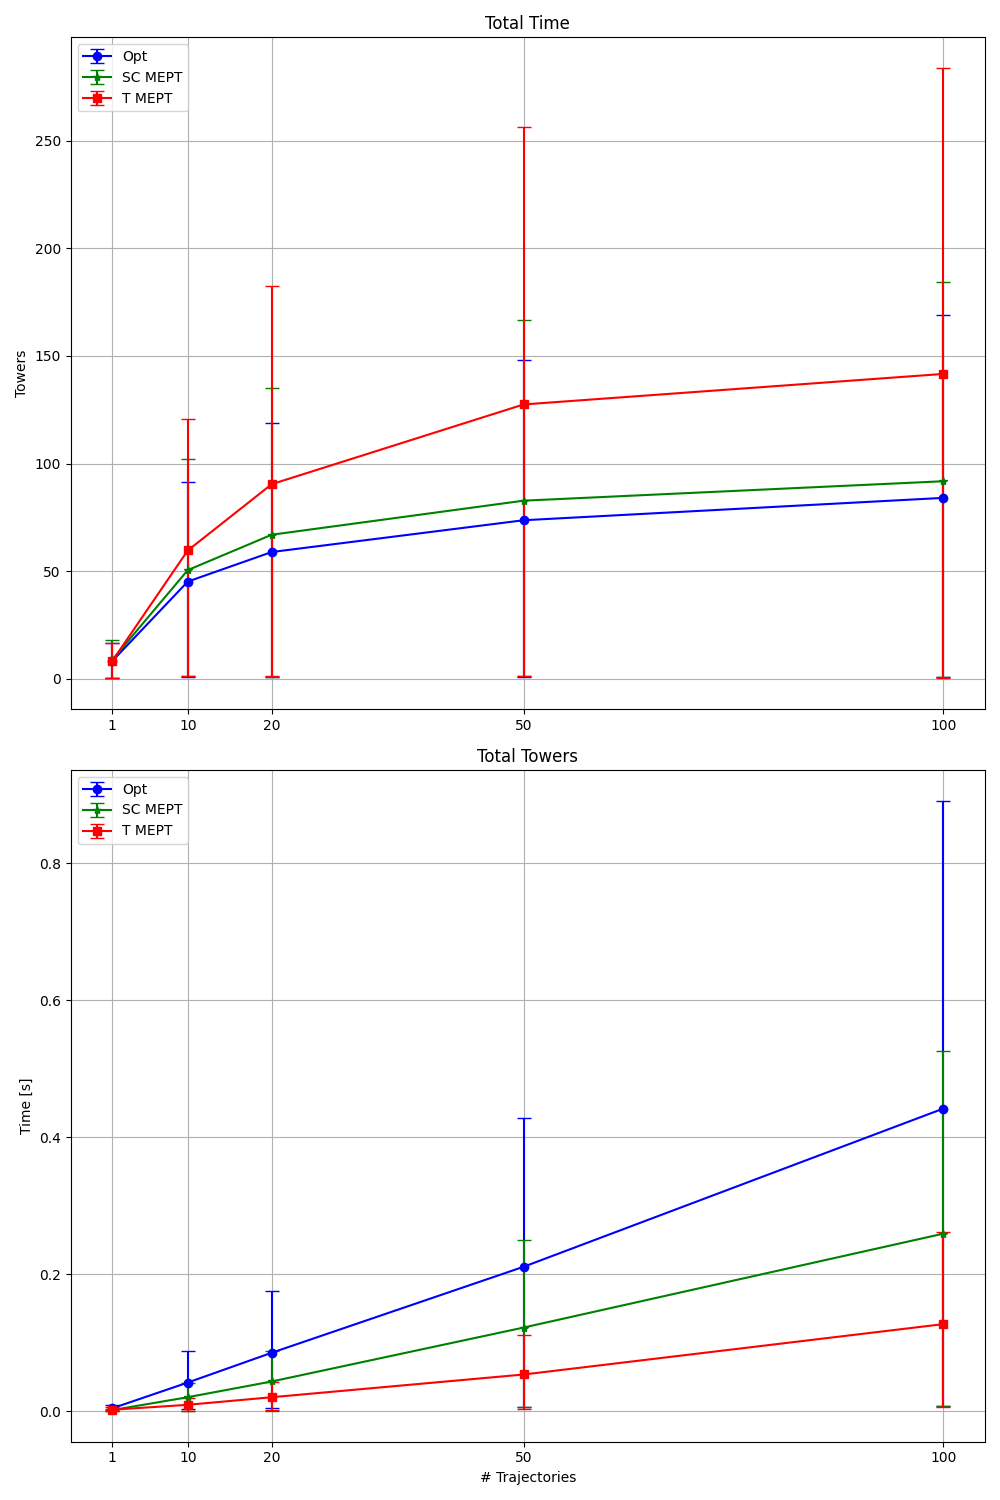 Total Time
Opt
SC MEPT
T MEPT
Towers
250
200
150
100
50
0
1 10 20 50 100
Total Towers
Opt
SC MEPT
T MEPT
Time [s]
0.8
0.6
0.4
0.2
0.0
1 10 20 50 100
# Trajectories